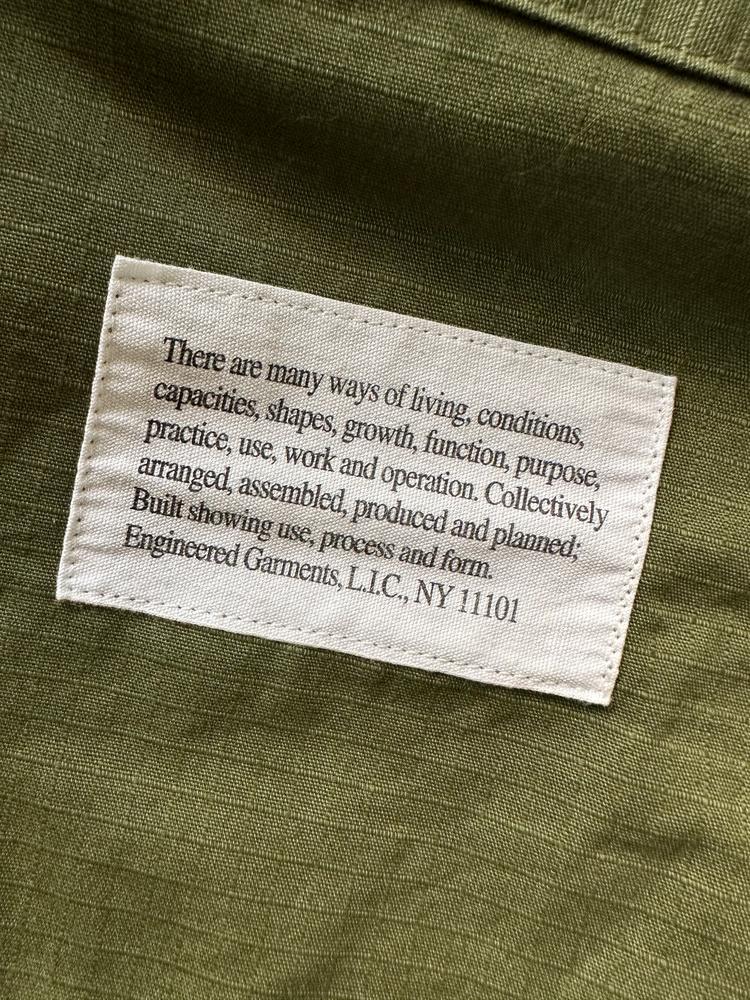 There are many ways of living, conditions,
capacities, shapes, growth, function, purpose,
practice, use, work and operation. Collectively
arranged, assembled, produced and planned;
Built showing use, process and form.
Engineered Garments, L.I.C., NY 11101